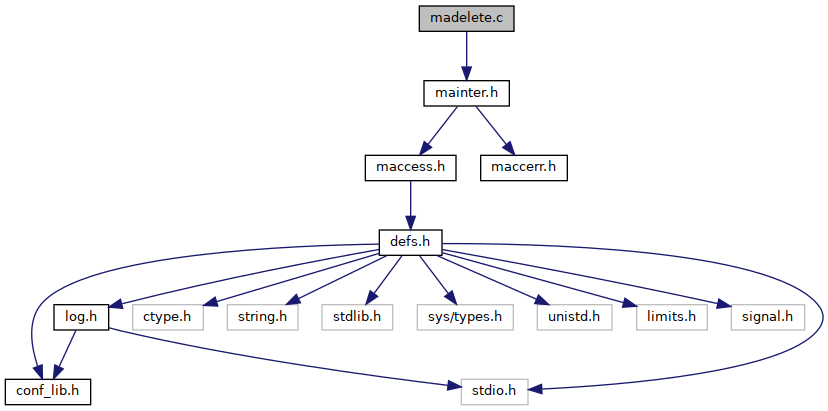 madelete.c
mainter.h
maccess.h
maccerr.h
defs.h
log.h
ctype.h
string.h
stdlib.h
sys/types.h
unistd.h
limits.h
signal.h
conf_lib.h
stdio.h